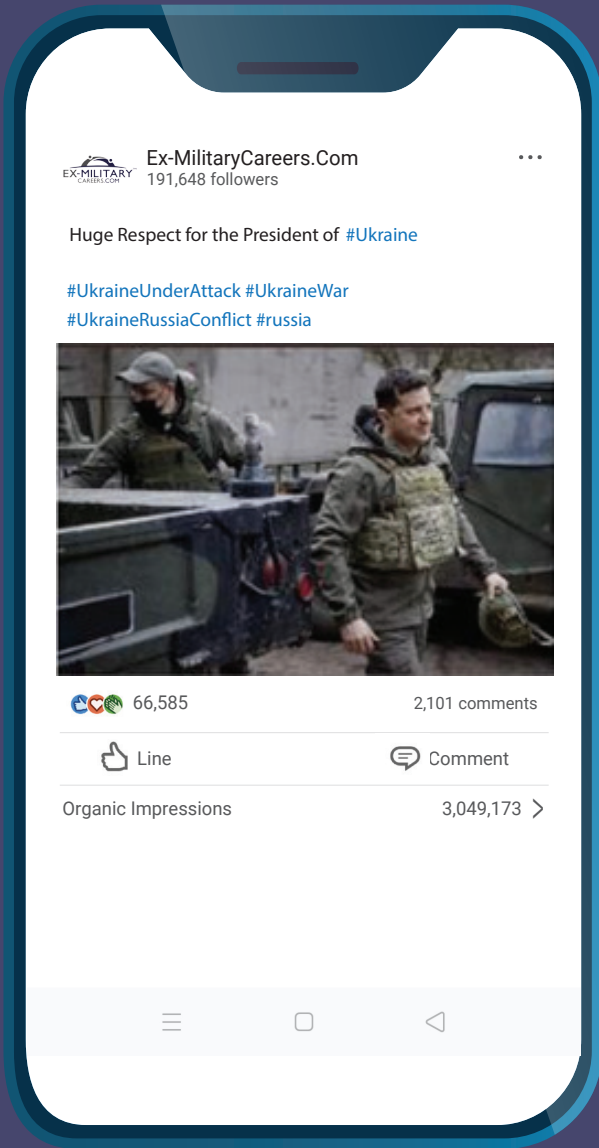 Ex-MilitaryCareers.Com
EX-MILITARY
CAREERS.COM
191,648 followers
Huge Respect for the President of #Ukraine
#UkraineUnderAttack #UkraineWar
#UkraineRussiaConflict #russia
66,585
2,101 comments
Line
Comment
Organic Impressions
3,049,173